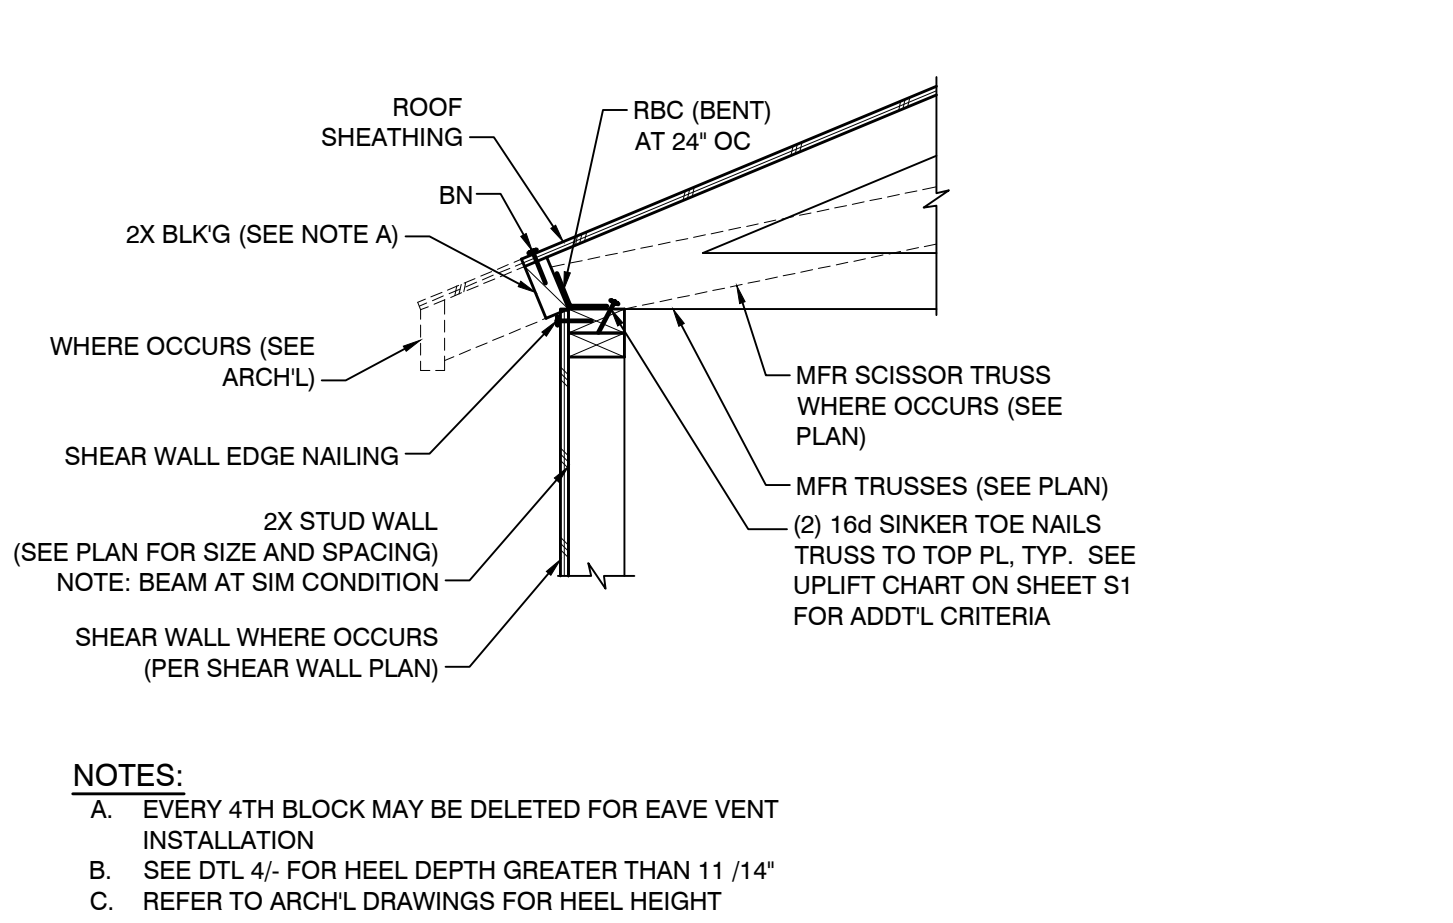 ROOF
SHEATHING
RBC (BENT)
AT 24" OC
BN
2X BLK'G (SEE NOTE A)
WHERE OCCURS (SEE
ARCH'L)
SHEAR WALL EDGE NAILING
2X STUD WALL
(SEE PLAN FOR SIZE AND SPACING)
NOTE: BEAM AT SIM CONDITION
SHEAR WALL WHERE OCCURS
(PER SHEAR WALL PLAN)
MFR SCISSOR TRUSS
WHERE OCCURS (SEE
PLAN)
MFR TRUSSES (SEE PLAN)
(2) 16d SINKER TOE NAILS
TRUSS TO TOP PL, TYP. SEE
UPLIFT CHART ON SHEET S1
FOR ADDT'L CRITERIA
NOTES:
A. EVERY 4TH BLOCK MAY BE DELETED FOR EAVE VENT
INSTALLATION
B. SEE DTL 4/- FOR HEEL DEPTH GREATER THAN 11 /14"
C. REFER TO ARCH'L DRAWINGS FOR HEEL HEIGHT